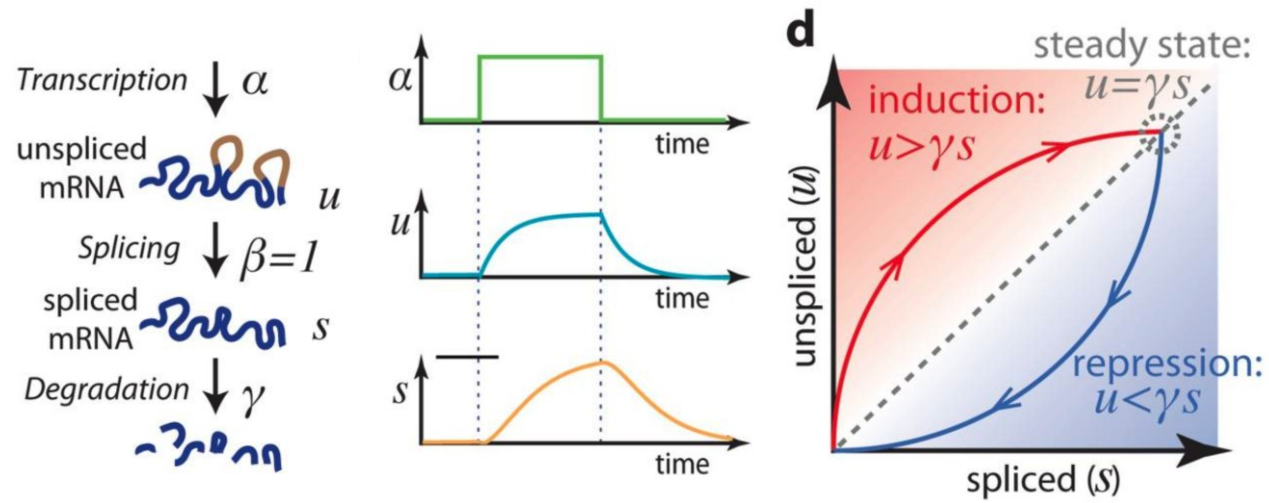 Transcription
α
unspliced
mRNA
u
Splicing
β=1
spliced
mRNA
s
Degradation
γ
α
time
u
time
s
time
d
steady state:
u=γs
induction:
u>γs
unspliced (u)
repression:
u<γs
spliced (s)